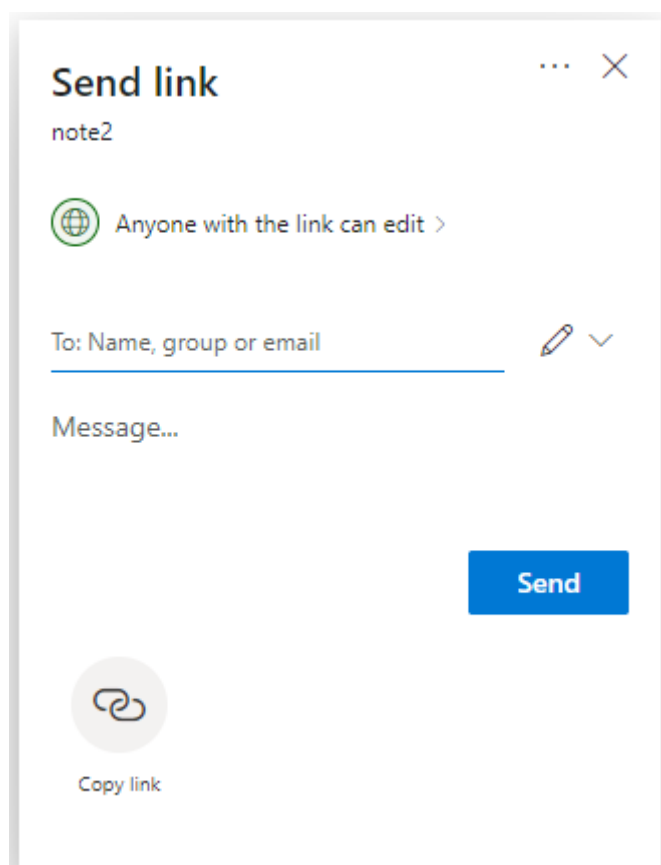 Send link
note2
Anyone with the link can edit
To: Name, group or email
Message...
Send
Copy link